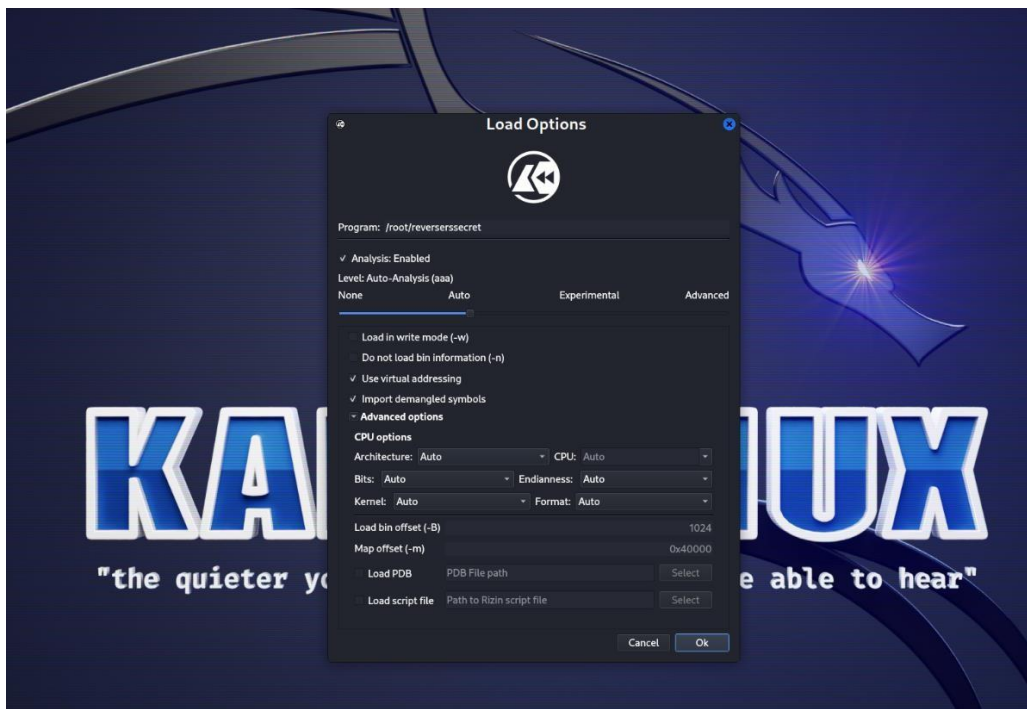 Load Options
Program: /root/reverserssecret
Analysis: Enabled
Level: Auto-Analysis (aaa)
None Auto Experimental Advanced
Load in write mode (-w)
Do not load bin information (-n)
Use virtual addressing
Import demangled symbols
Advanced options
CPU options
Architecture: Auto CPU: Auto
Bits: Auto Endianness: Auto
Kernel: Auto Format: Auto
Load bin offset (-B) 1024
Map offset (-m) 0x40000
Load PDB PDB File path Select
Load script file Path to Rizin script file Select
Cancel Ok
KA UX
"the quieter y e able to hear"